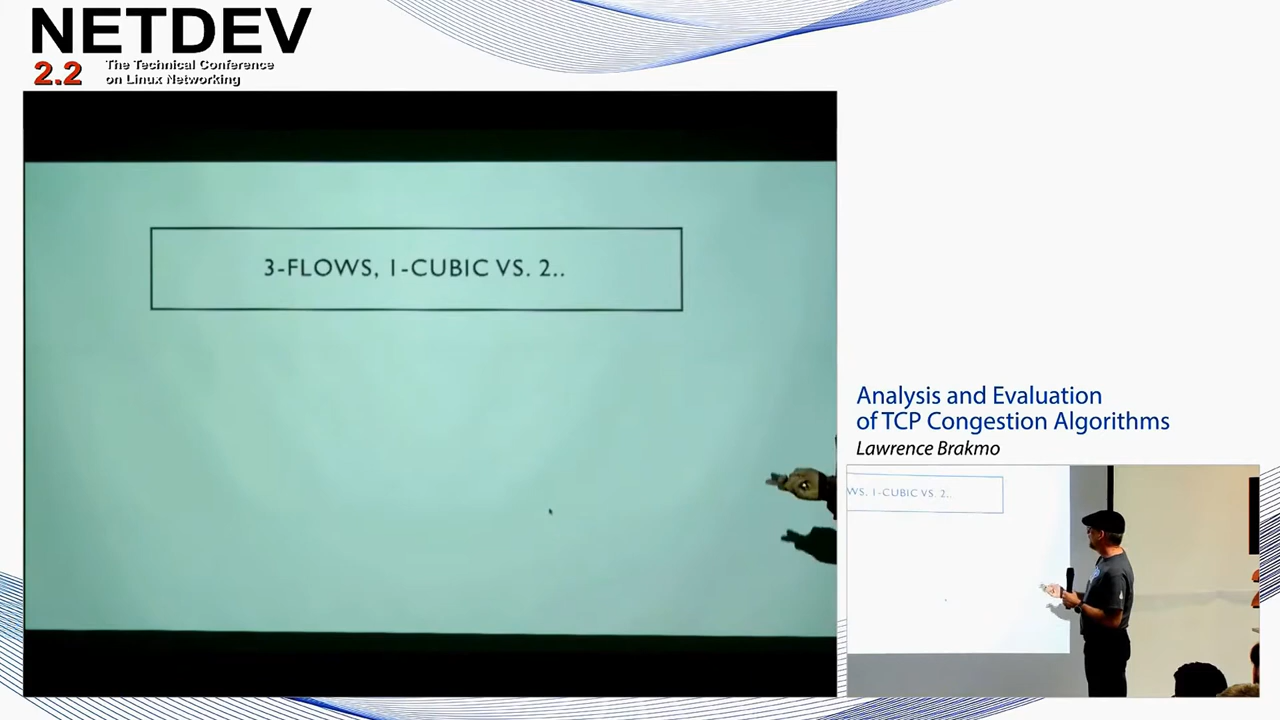 NETDEV
2.2 The Technical Conference
on Linux Networking
3-FLOWS, 1-CUBIC VS. 2..
Analysis and Evaluation
of TCP Congestion Algorithms
Lawrence Brakmo
WS, 1-CUBIC VS. 2..